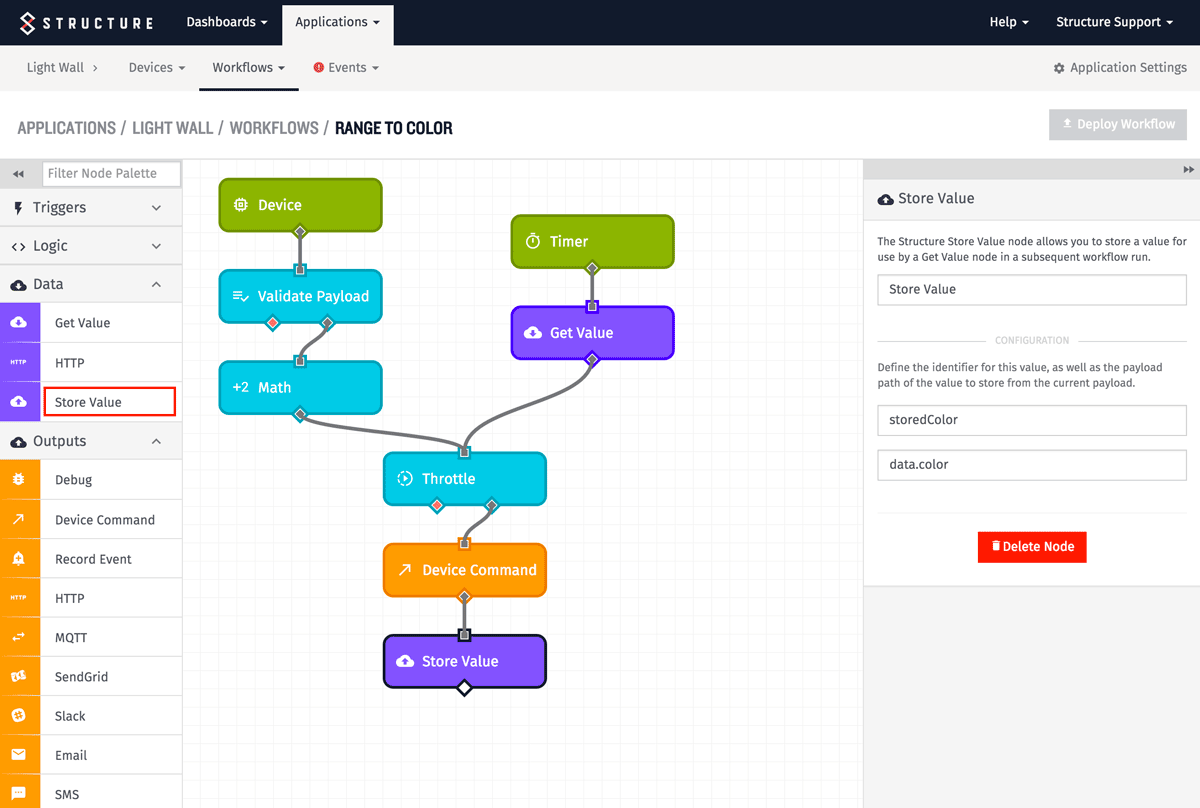 STRUCTURE
Dashboards
Applications
Help
Structure Support
Light Wall
Devices
Workflows
Events
Application Settings
APPLICATIONS / LIGHT WALL / WORKFLOWS / RANGE TO COLOR
Deploy Workflow
Filter Node Palette
Triggers
Logic
Data
Get Value
HTTP
HTTP
Store Value
Outputs
Debug
Device Command
Record Event
HTTP
HTTP
MQTT
SendGrid
Slack
Email
SMS
Device
Timer
Validate Payload
Get Value
+2 Math
Throttle
Device Command
Store Value
Store Value
The Structure Store Value node allows you to store a value for
use by a Get Value node in a subsequent workflow run.
Store Value
CONFIGURATION
Define the identifier for this value, as well as the payload
path of the value to store from the current payload.
storedColor
data.color
Delete Node